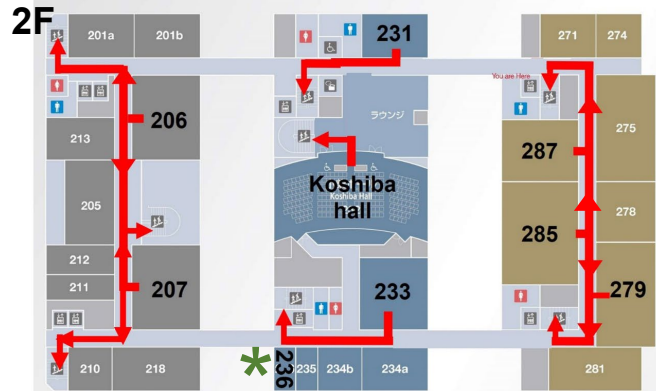 2F
201a
201b
231
271
274
You are Here
206
ラウンジ
275
213
287
Koshiba
hall
Koshiba Hall
205
278
285
212
211
207
233
279
*
236
210
218
235
234b
234a
281